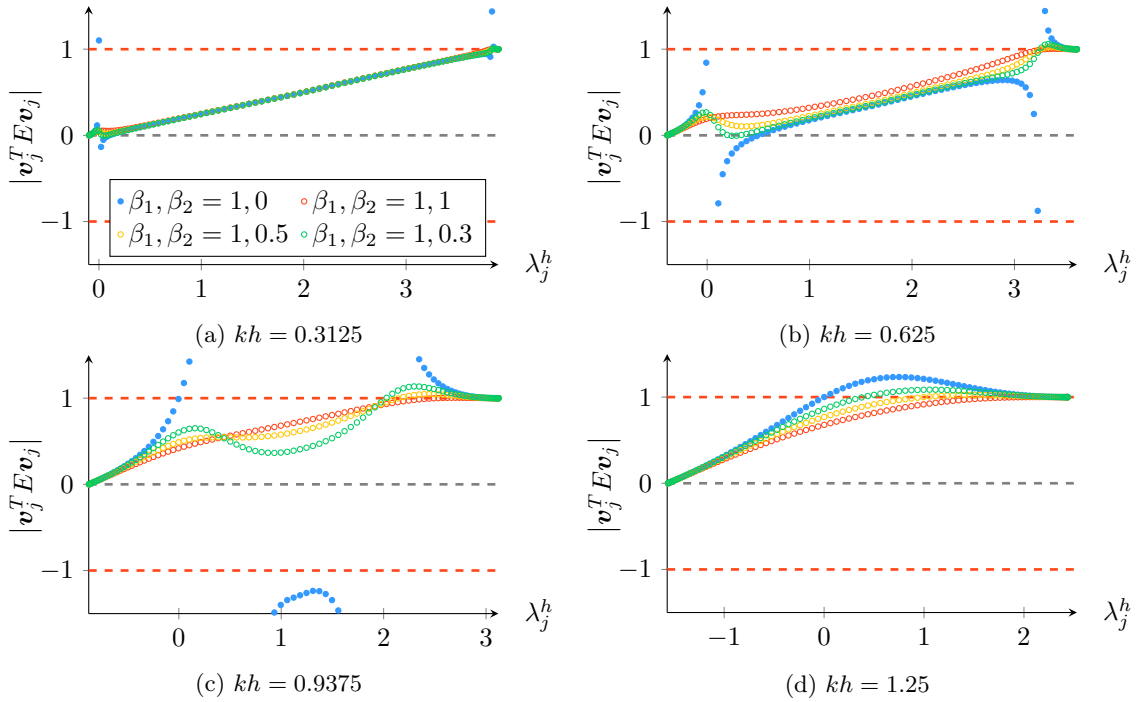 1
0
−1
|v_j^T E v_j|
β₁, β₂ = 1, 0 β₁, β₂ = 1, 1
β₁, β₂ = 1, 0.5 β₁, β₂ = 1, 0.3
0 1 2 3
λ_j^h
(a) kh = 0.3125
1
0
−1
|v_j^T E v_j|
0 1 2 3
λ_j^h
(b) kh = 0.625
1
0
−1
|v_j^T E v_j|
0 1 2 3
λ_j^h
(c) kh = 0.9375
1
0
−1
|v_j^T E v_j|
−1 0 1 2
λ_j^h
(d) kh = 1.25